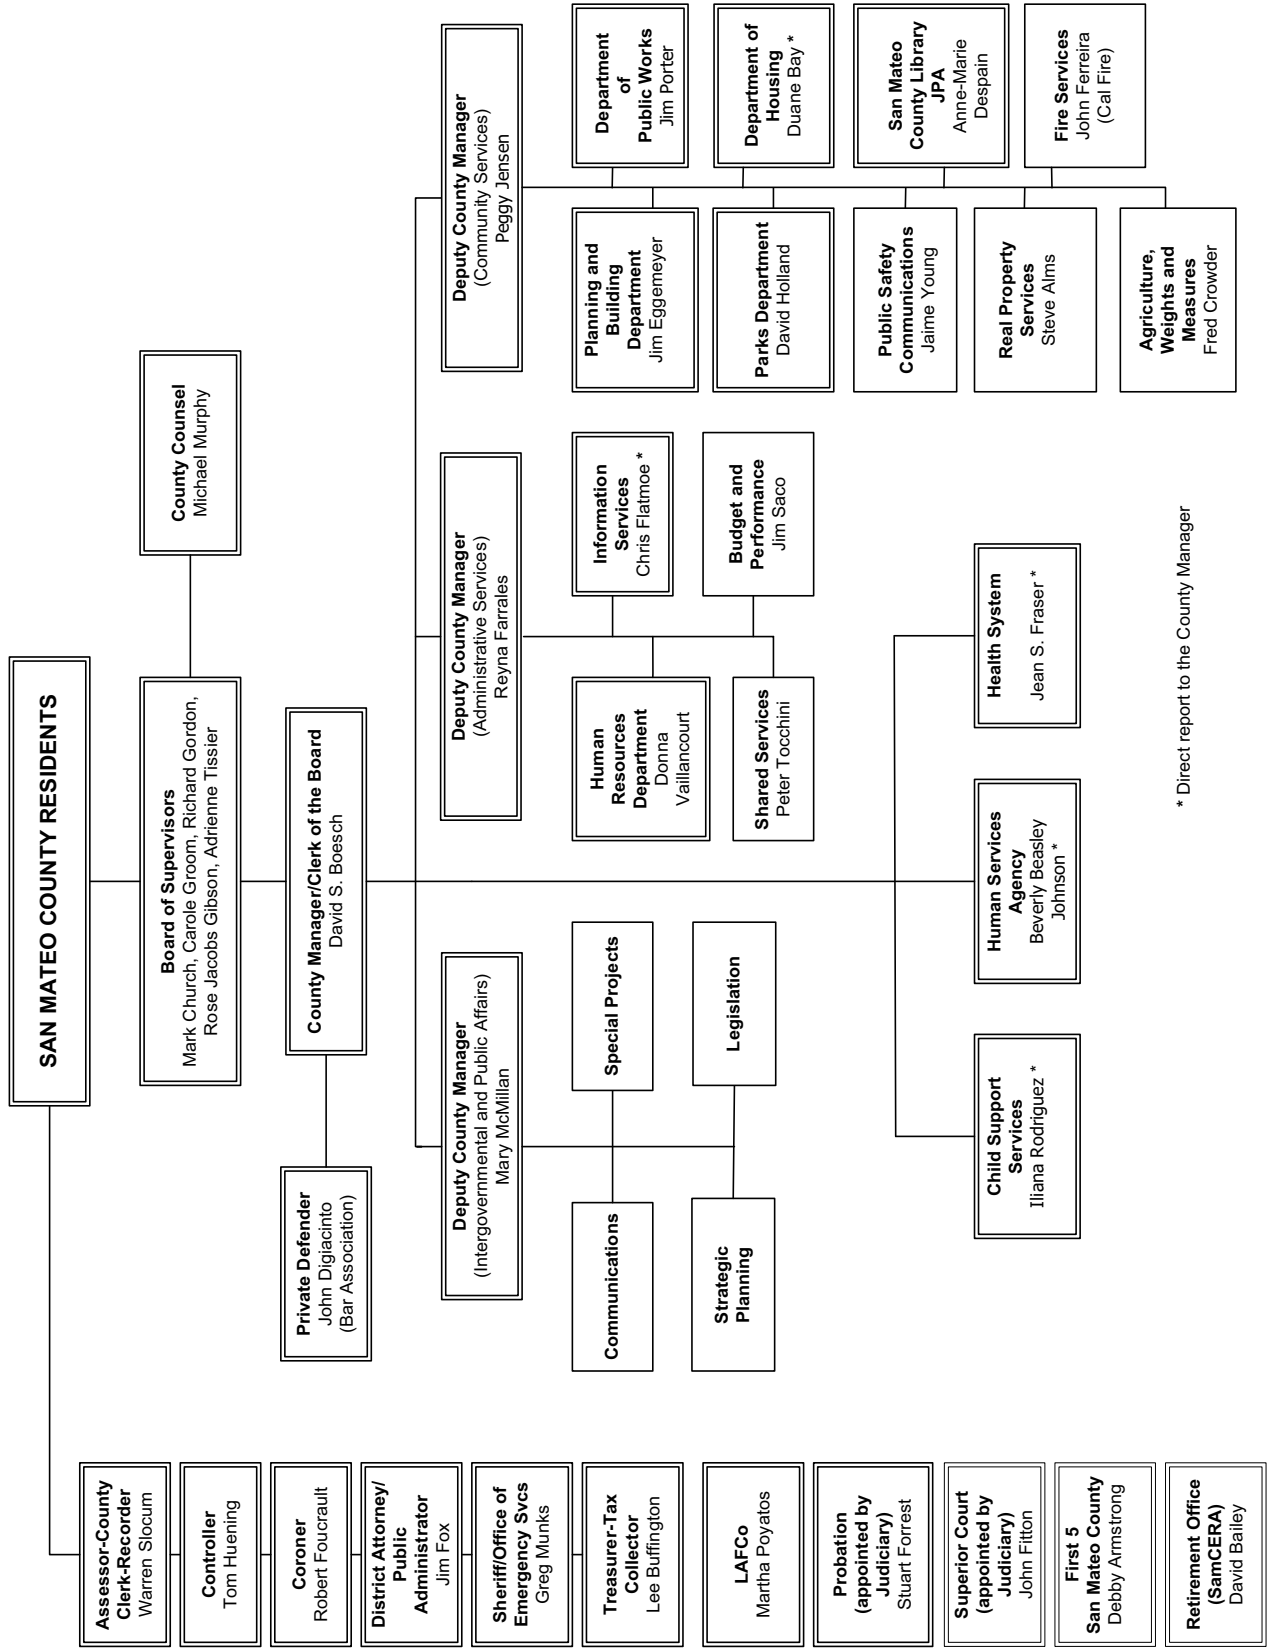 SAN MATEO COUNTY RESIDENTS
Board of Supervisors
Mark Church, Carole Groom, Richard Gordon,
Rose Jacobs Gibson, Adrienne Tissier
County Counsel
Michael Murphy
County Manager/Clerk of the Board
David S. Boesch
Private Defender
John Digiacinto
(Bar Association)
Assessor-County
Clerk-Recorder
Warren Slocum
Controller
Tom Huening
Coroner
Robert Foucrault
District Attorney/
Public
Administrator
Jim Fox
Sheriff/Office of
Emergency Svcs
Greg Munks
Treasurer-Tax
Collector
Lee Buffington
LAFCo
Martha Poyatos
Probation
(appointed by
Judiciary)
Stuart Forrest
Superior Court
(appointed by
Judiciary)
John Fitton
First 5
San Mateo County
Debby Armstrong
Retirement Office
(SamCERA)
David Bailey
Deputy County Manager
(Intergovernmental and Public Affairs)
Mary McMillan
Communications
Special Projects
Strategic
Planning
Legislation
Deputy County Manager
(Administrative Services)
Reyna Farrales
Information
Services
Chris Flatmoe *
Human
Resources
Department
Donna
Vaillancourt
Budget and
Performance
Jim Saco
Shared Services
Peter Tocchini
Deputy County Manager
(Community Services)
Peggy Jensen
Department
of
Public Works
Jim Porter
Planning and
Building
Department
Jim Eggemeyer
Department of
Housing
Duane Bay *
Parks Department
David Holland
San Mateo
County Library
JPA
Anne-Marie
Despain
Public Safety
Communications
Jaime Young
Fire Services
John Ferreira
(Cal Fire)
Real Property
Services
Steve Alms
Agriculture,
Weights and
Measures
Fred Crowder
Child Support
Services
Iliana Rodriguez *
Human Services
Agency
Beverly Beasley
Johnson *
Health System
Jean S. Fraser *
* Direct report to the County Manager